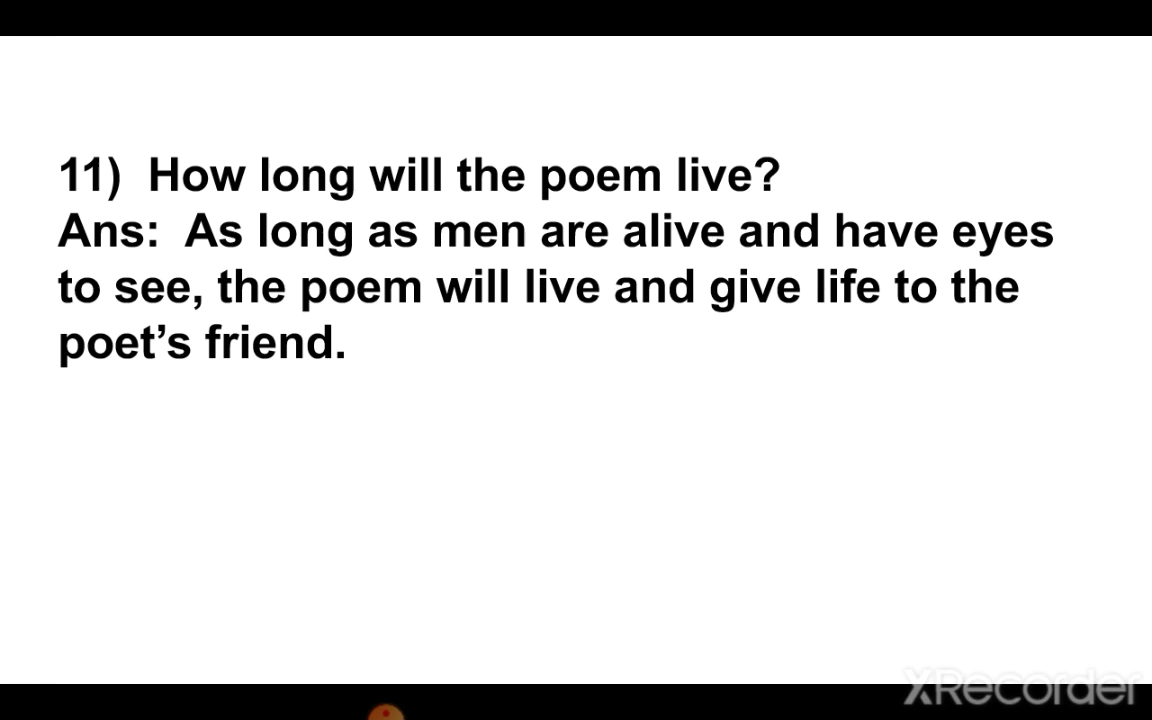 11)  How long will the poem live?
Ans:  As long as men are alive and have eyes
to see, the poem will live and give life to the
poet’s friend.
XRecorder